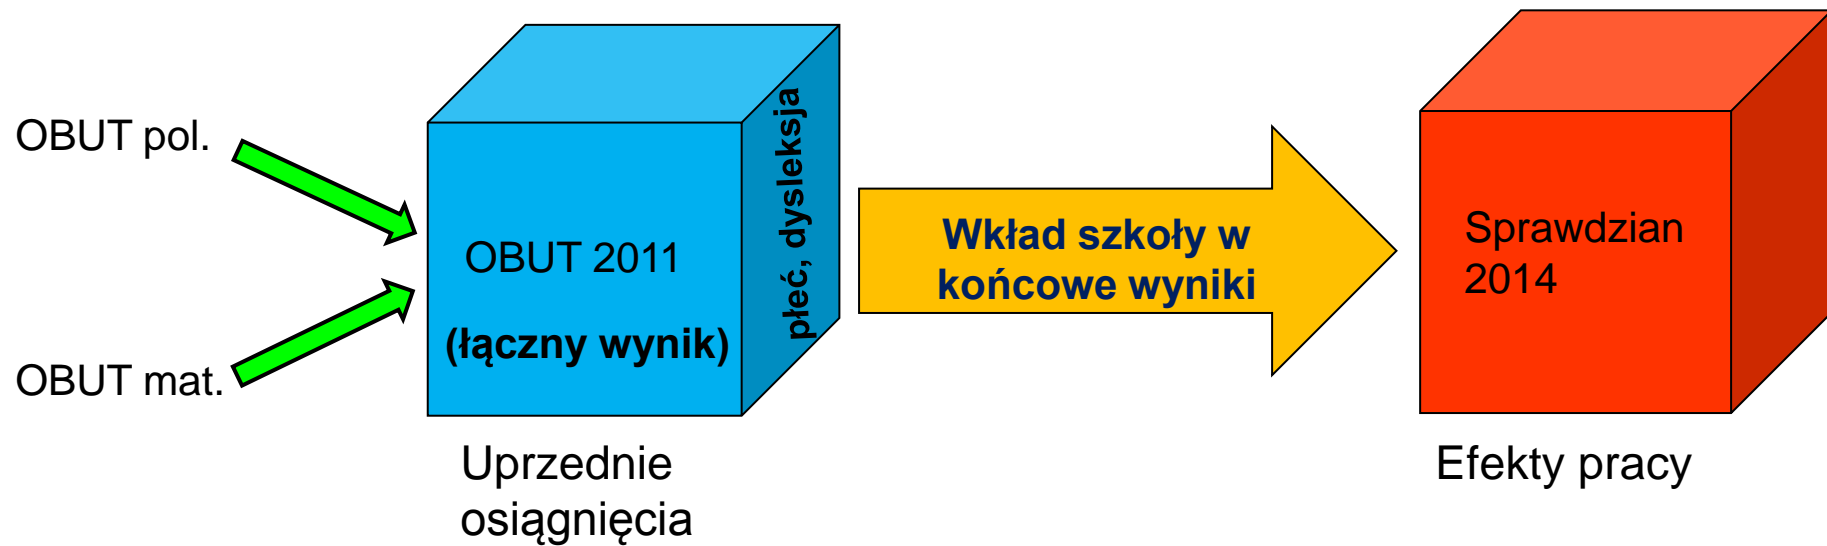 OBUT pol.
OBUT mat.
OBUT 2011
(łączny wynik)
płeć, dysleksja
Uprzednie
osiągnięcia
Wkład szkoły w
końcowe wyniki
Sprawdzian
2014
Efekty pracy